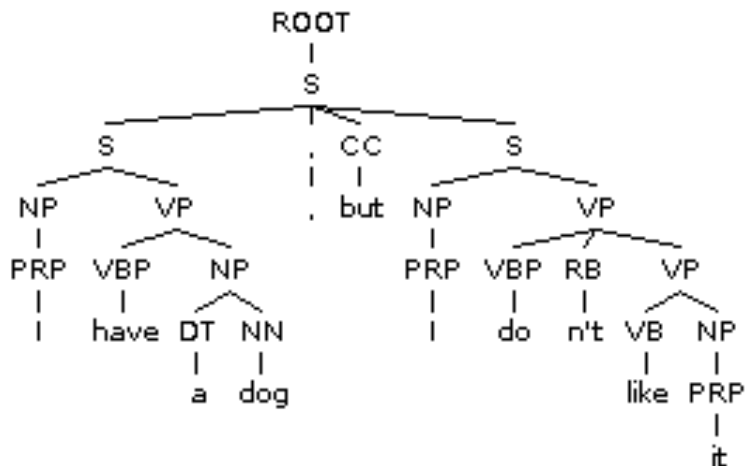 ROOT
S
S , CC S
NP VP , but NP VP
PRP VBP NP PRP VBP RB VP
I have DT NN I do n't VB NP
a dog like PRP
it